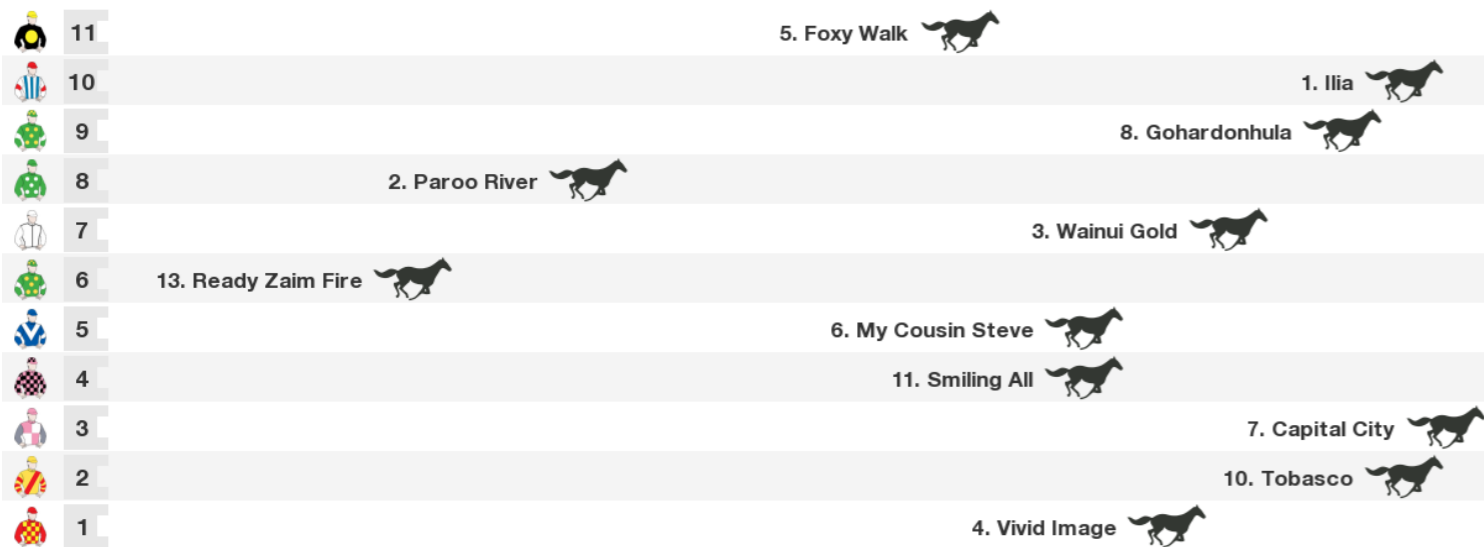 11 5. Foxy Walk
10 1. Ilia
9 8. Gohardonhula
8 2. Paroo River
7 3. Wainui Gold
6 13. Ready Zaim Fire
5 6. My Cousin Steve
4 11. Smiling All
3 7. Capital City
2 10. Tobasco
1 4. Vivid Image